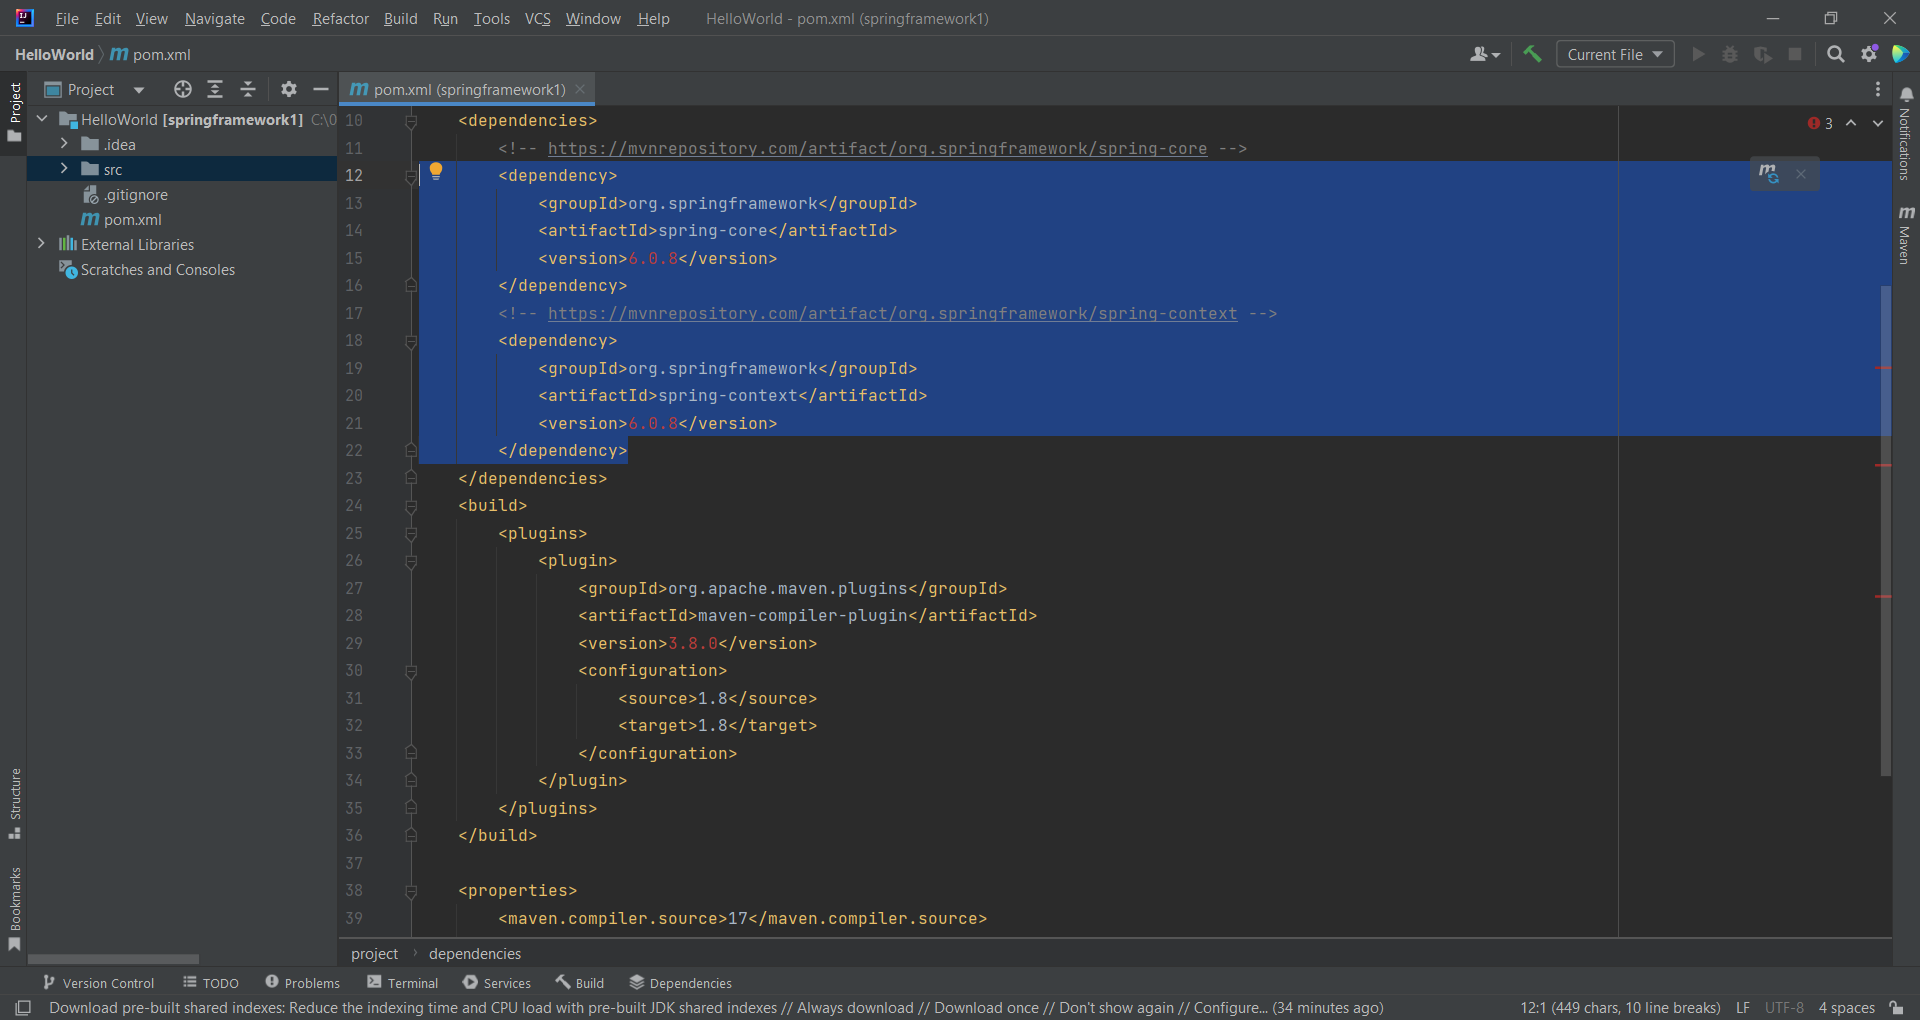 File Edit View Navigate Code Refactor Build Run Tools VCS Window Help HelloWorld - pom.xml (springframework1)
HelloWorld pom.xml Current File
Project pom.xml (springframework1)
Project
HelloWorld [springframework1] C:\0
.idea
src
.gitignore
pom.xml
External Libraries
Scratches and Consoles
Structure
Bookmarks
10 <dependencies>
11 <!-- https://mvnrepository.com/artifact/org.springframework/spring-core -->
12 <dependency>
13 <groupId>org.springframework</groupId>
14 <artifactId>spring-core</artifactId>
15 <version>6.0.8</version>
16 </dependency>
17 <!-- https://mvnrepository.com/artifact/org.springframework/spring-context -->
18 <dependency>
19 <groupId>org.springframework</groupId>
20 <artifactId>spring-context</artifactId>
21 <version>6.0.8</version>
22 </dependency>
23 </dependencies>
24 <build>
25 <plugins>
26 <plugin>
27 <groupId>org.apache.maven.plugins</groupId>
28 <artifactId>maven-compiler-plugin</artifactId>
29 <version>3.8.0</version>
30 <configuration>
31 <source>1.8</source>
32 <target>1.8</target>
33 </configuration>
34 </plugin>
35 </plugins>
36 </build>
37
38 <properties>
39 <maven.compiler.source>17</maven.compiler.source>
3
Notifications
Maven
project dependencies
Version Control TODO Problems Terminal Services Build Dependencies
Download pre-built shared indexes: Reduce the indexing time and CPU load with pre-built JDK shared indexes // Always download // Download once // Don't show again // Configure... (34 minutes ago) 12:1 (449 chars, 10 line breaks) LF UTF-8 4 spaces